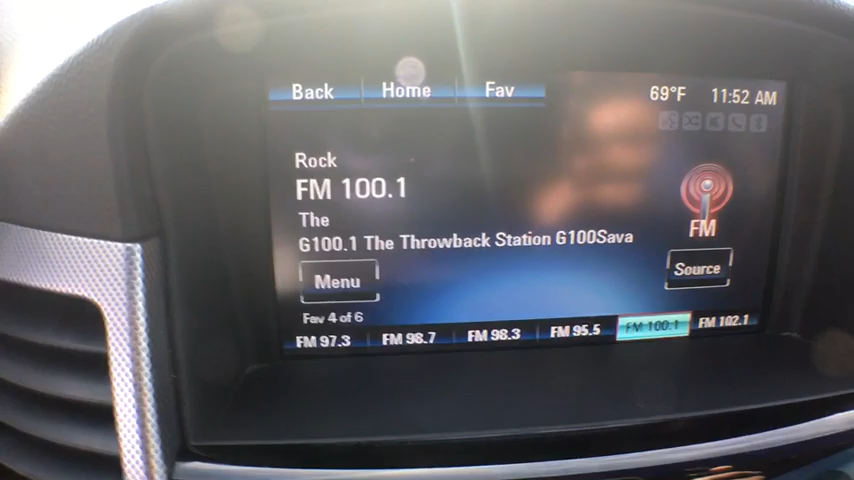 Back Home Fav 69°F 11:52 AM
Rock
FM 100.1
The
G100.1 The Throwback Station G100Sava
FM
Menu Source
Fav 4 of 6
FM 97.3 FM 98.7 FM 98.3 FM 95.5 FM 100.1 FM 102.1